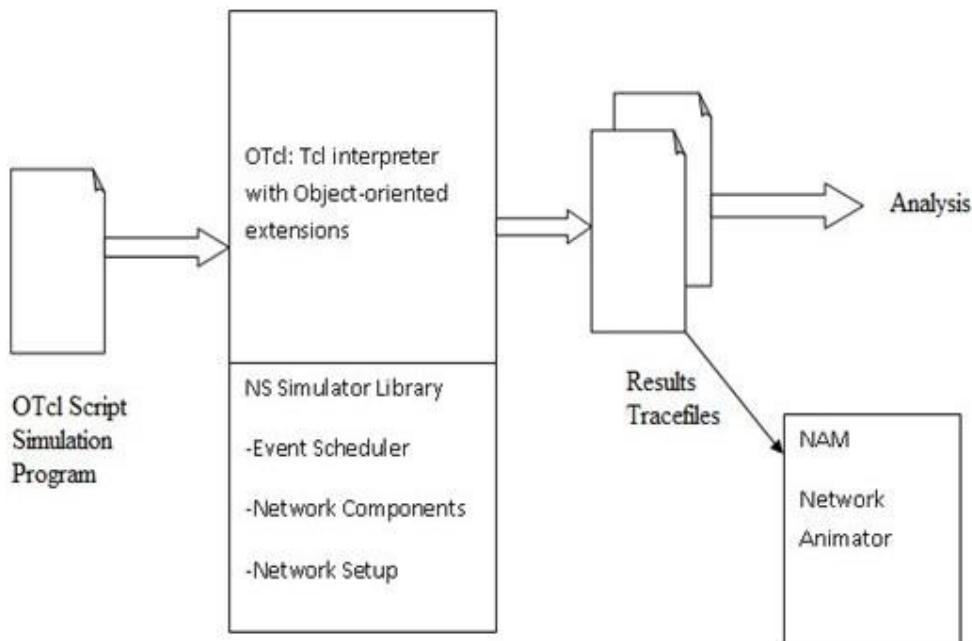 OTcl Script
Simulation
Program
OTcl: Tcl interpreter
with Object-oriented
extensions
NS Simulator Library
-Event Scheduler
-Network Components
-Network Setup
Results
Tracefiles
Analysis
NAM
Network
Animator